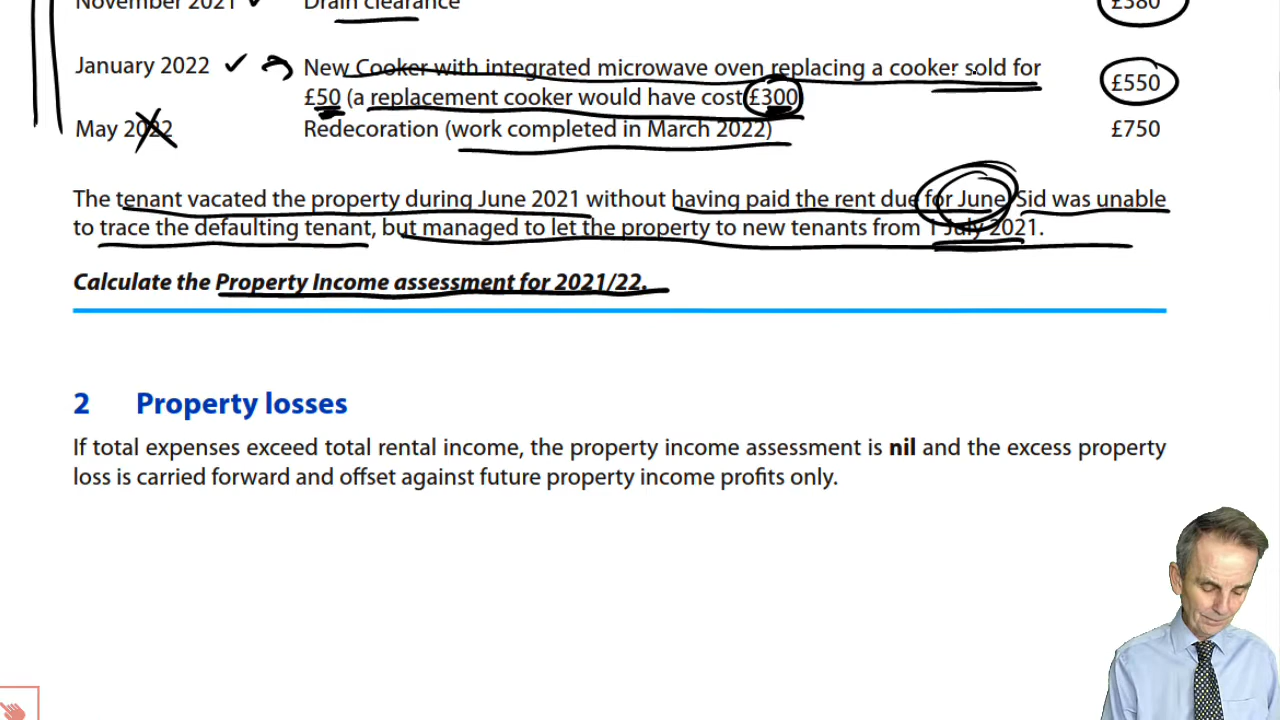 November 2021 Drain clearance £380
January 2022 New Cooker with integrated microwave oven replacing a cooker sold for £550
£50 (a replacement cooker would have cost £300)
May 2022 Redecoration (work completed in March 2022) £750
The tenant vacated the property during June 2021 without having paid the rent due for June. Sid was unable
to trace the defaulting tenant, but managed to let the property to new tenants from 1 July 2021.
Calculate the Property Income assessment for 2021/22.
2 Property losses
If total expenses exceed total rental income, the property income assessment is nil and the excess property
loss is carried forward and offset against future property income profits only.